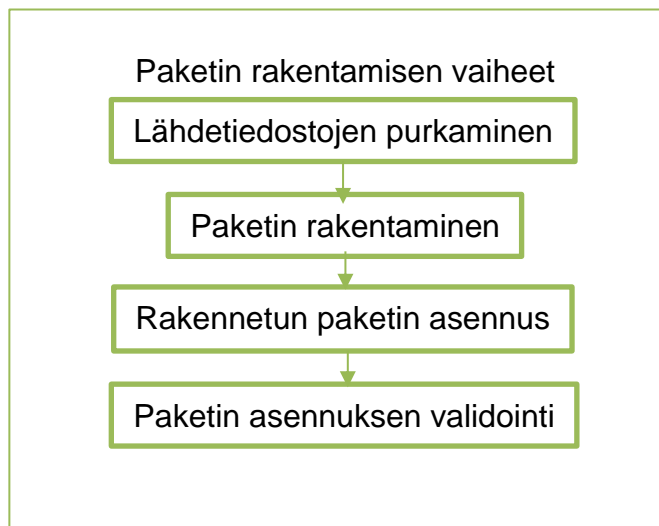 Paketin rakentamisen vaiheet
Lähdetiedostojen purkaminen
Paketin rakentaminen
Rakennetun paketin asennus
Paketin asennuksen validointi